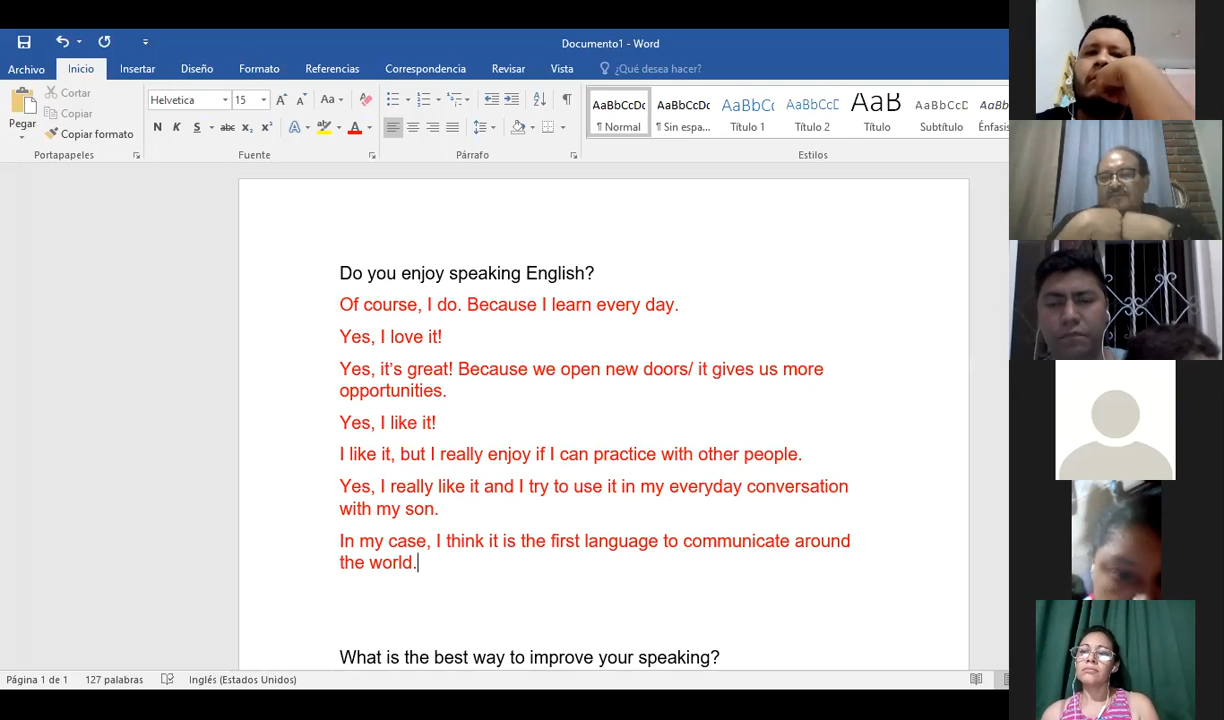 Documento1 - Word
Archivo Inicio Insertar Diseño Formato Referencias Correspondencia Revisar Vista ¿Qué desea hacer?
Pegar
Cortar
Copiar
Copiar formato
Portapapeles
Helvetica 15
Aa
N K S abc x₂ x²
Fuente
Párrafo
AaBbCcDc AaBbCcDc AaBbCc AaBbCcD AaB AaBbCcD AaBb
¶ Normal ¶ Sin espa... Título 1 Título 2 Título Subtítulo Énfasis
Estilos
Do you enjoy speaking English?
Of course, I do. Because I learn every day.
Yes, I love it!
Yes, it's great! Because we open new doors/ it gives us more
opportunities.
Yes, I like it!
I like it, but I really enjoy if I can practice with other people.
Yes, I really like it and I try to use it in my everyday conversation
with my son.
In my case, I think it is the first language to communicate around
the world.
What is the best way to improve your speaking?
Página 1 de 1 127 palabras Inglés (Estados Unidos)